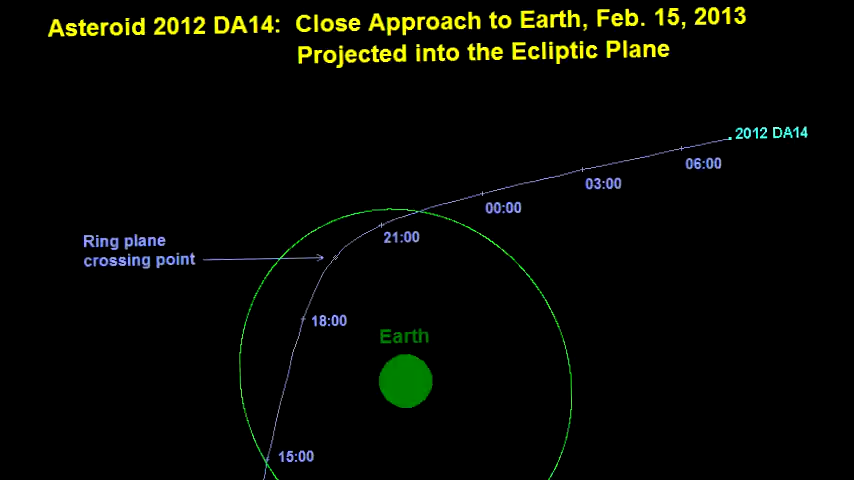 Asteroid 2012 DA14: Close Approach to Earth, Feb. 15, 2013
Projected into the Ecliptic Plane
2012 DA14
06:00
03:00
00:00
21:00
Ring plane
crossing point
18:00
Earth
15:00